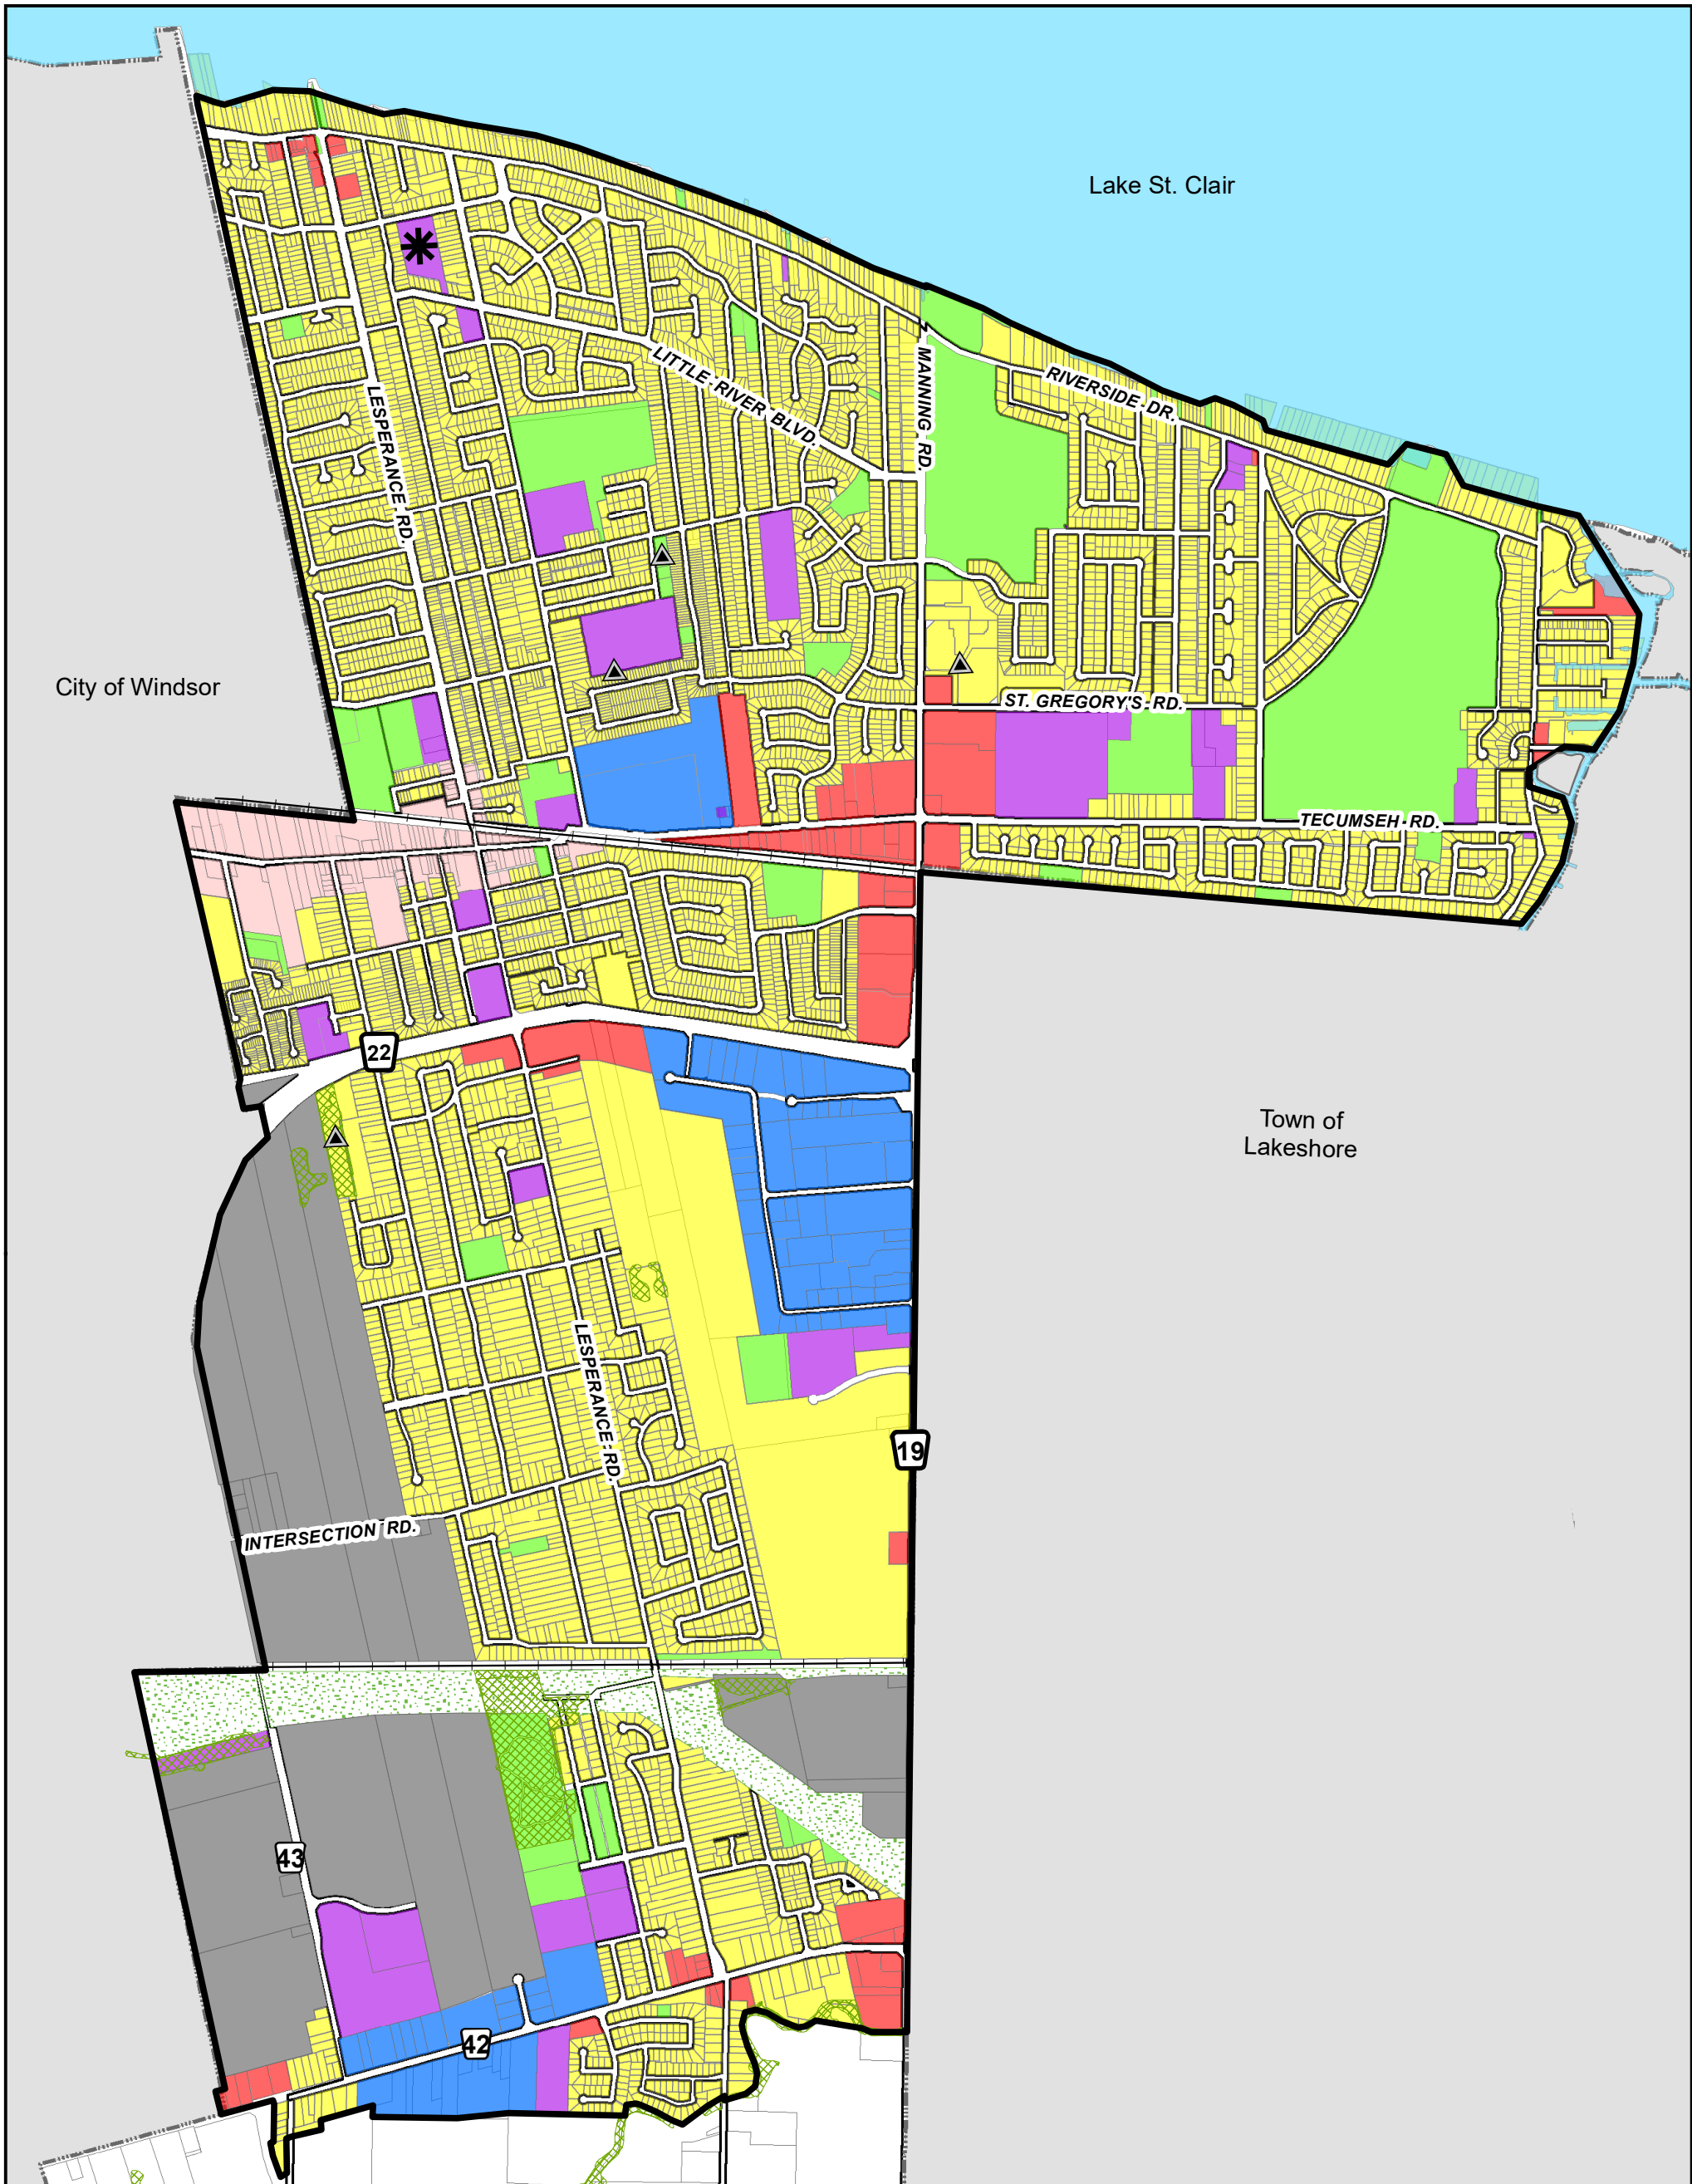 Lake St. Clair
LITTLE RIVER BLVD.
MANNING RD.
RIVERSIDE DR.
LESPERANCE RD.
City of Windsor
ST. GREGORY'S RD.
TECUMSEH RD.
22
Town of
Lakeshore
LESPERANCE RD.
19
INTERSECTION RD.
43
42